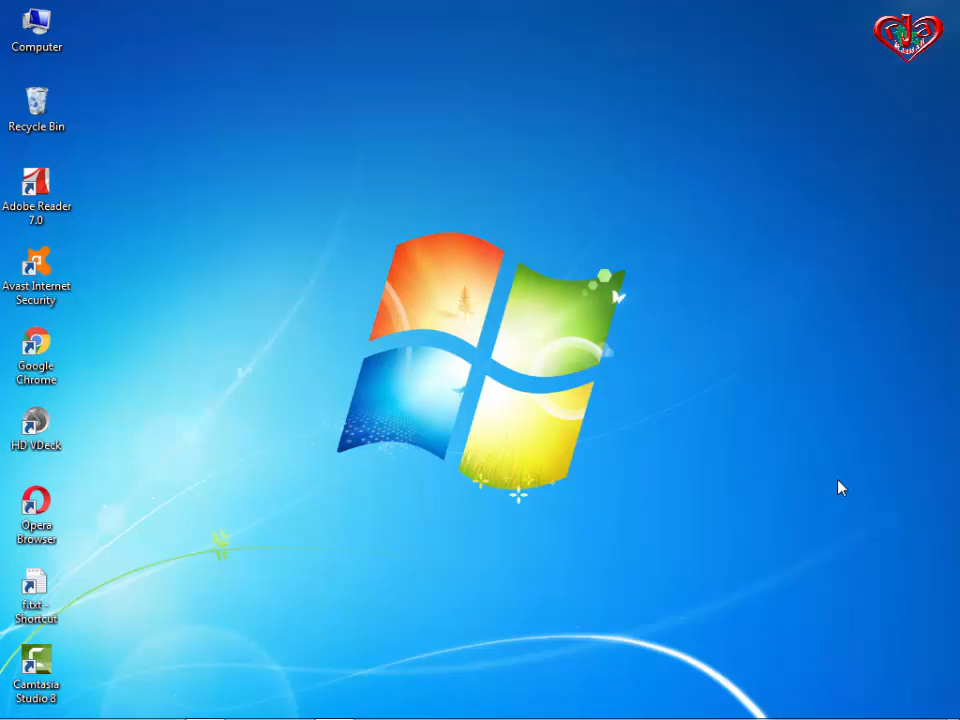 Computer
Recycle Bin
Adobe Reader
7.0
Avast Internet
Security
Google
Chrome
HD VDeck
Opera
Browser
Shortcut
Camtasia
Studio 8